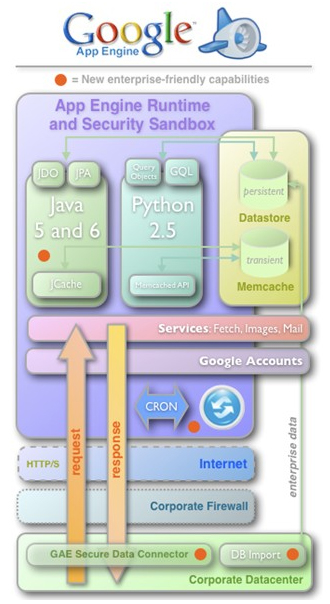 Google™
App Engine
= New enterprise-friendly capabilities
App Engine Runtime
and Security Sandbox
JDO
JPA
Query
Objects
GQL
persistent
Java
5 and 6
Python
2.5
Datastore
transient
JCache
Memcached API
Memcache
Services: Fetch, Images, Mail
Google Accounts
CRON
request
response
enterprise data
HTTP/S
Internet
Corporate Firewall
GAE Secure Data Connector
DB Import
Corporate Datacenter